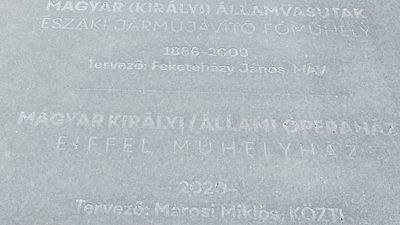 MAGYAR (KIRÁLYI) ÁLLAMVASUTAK
ÉSZAKI JÁRMŰJAVÍTÓ FŐMŰHELY
1886-2009
Tervező: Feketeházy János, MÁV
MAGYAR KIRÁLYI / ÁLLAMI OPERAHÁZ
EIFFEL MŰHELYHÁZ
2020-
Tervező: Marosi Miklós, KÖZTI